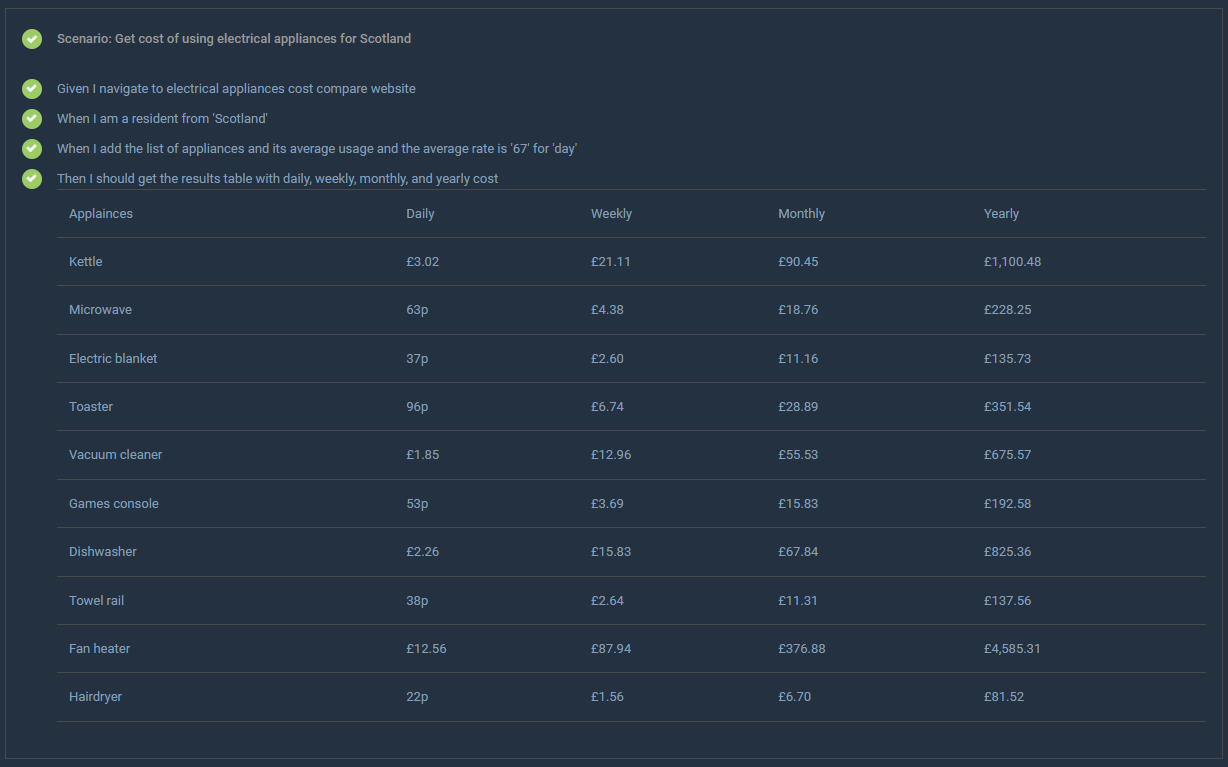 Scenario: Get cost of using electrical appliances for Scotland
Given I navigate to electrical appliances cost compare website
When I am a resident from 'Scotland'
When I add the list of appliances and its average usage and the average rate is '67' for 'day'
Then I should get the results table with daily, weekly, monthly, and yearly cost
Applainces Daily Weekly Monthly Yearly
Kettle £3.02 £21.11 £90.45 £1,100.48
Microwave 63p £4.38 £18.76 £228.25
Electric blanket 37p £2.60 £11.16 £135.73
Toaster 96p £6.74 £28.89 £351.54
Vacuum cleaner £1.85 £12.96 £55.53 £675.57
Games console 53p £3.69 £15.83 £192.58
Dishwasher £2.26 £15.83 £67.84 £825.36
Towel rail 38p £2.64 £11.31 £137.56
Fan heater £12.56 £87.94 £376.88 £4,585.31
Hairdryer 22p £1.56 £6.70 £81.52